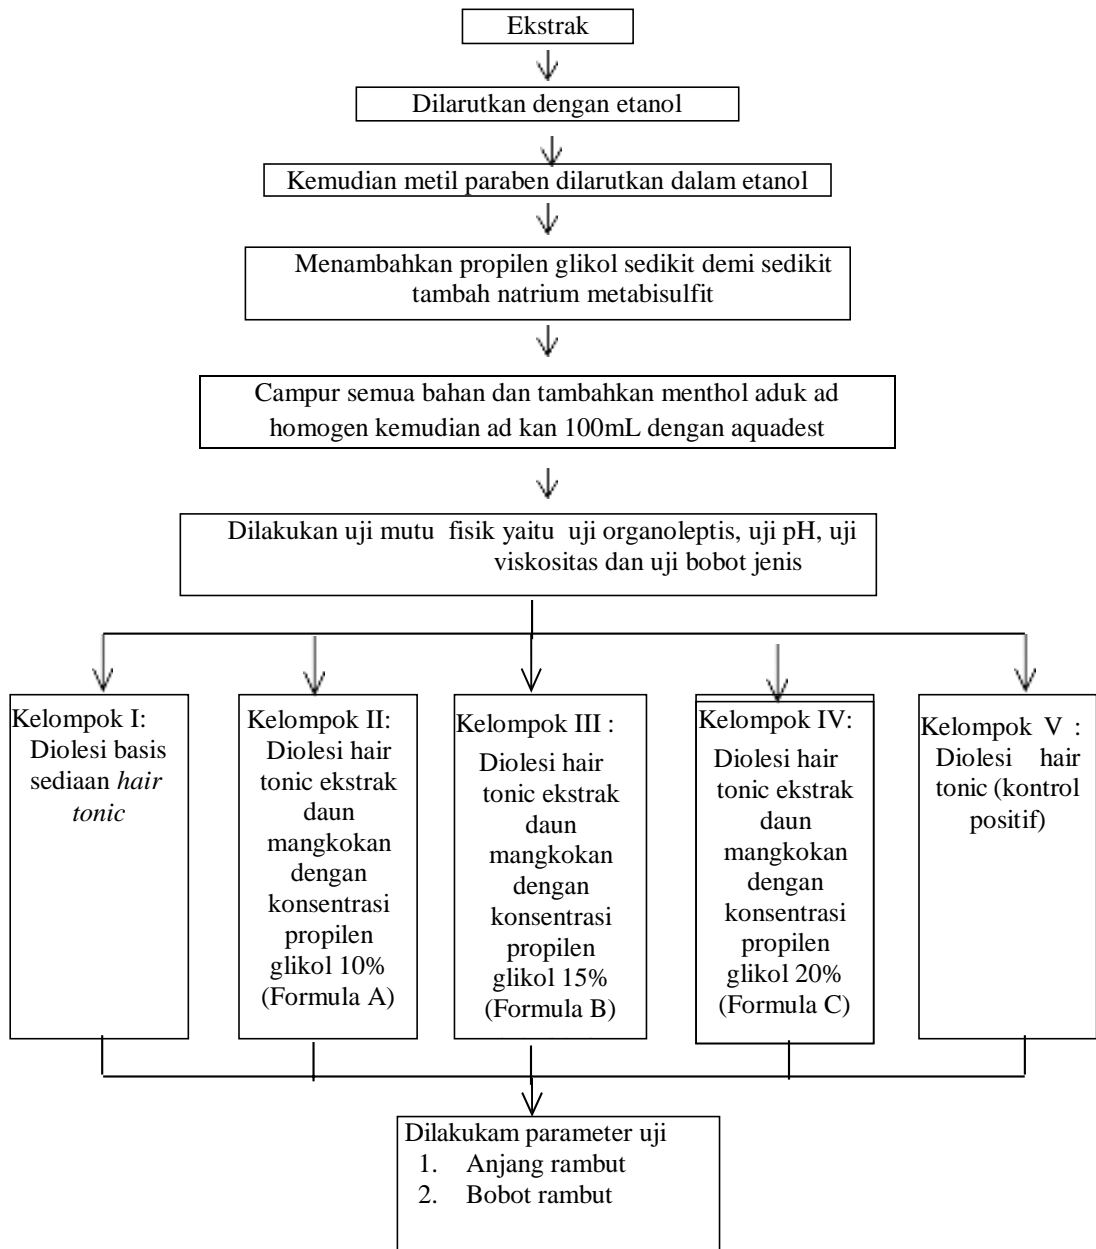 Ekstrak
Dilarutkan dengan etanol
Kemudian metil paraben dilarutkan dalam etanol
Menambahkan propilen glikol sedikit demi sedikit
tambah natrium metabisulfit
Campur semua bahan dan tambahkan menthol aduk ad
homogen kemudian ad kan 100mL dengan aquadest
Dilakukan uji mutu fisik yaitu uji organoleptis, uji pH, uji
viskositas dan uji bobot jenis
Kelompok I:
Diolesi basis
sediaan hair
tonic
Kelompok II:
Diolesi hair
tonic ekstrak
daun
mangkokan
dengan
konsentrasi
propilen
glikol 10%
(Formula A)
Kelompok III :
Diolesi hair
tonic ekstrak
daun
mangkokan
dengan
konsentrasi
propilen
glikol 15%
(Formula B)
Kelompok IV:
Diolesi hair
tonic ekstrak
daun
mangkokan
dengan
konsentrasi
propilen
glikol 20%
(Formula C)
Kelompok V :
Diolesi hair
tonic (kontrol
positif)
Dilakukam parameter uji
1. Anjang rambut
2. Bobot rambut